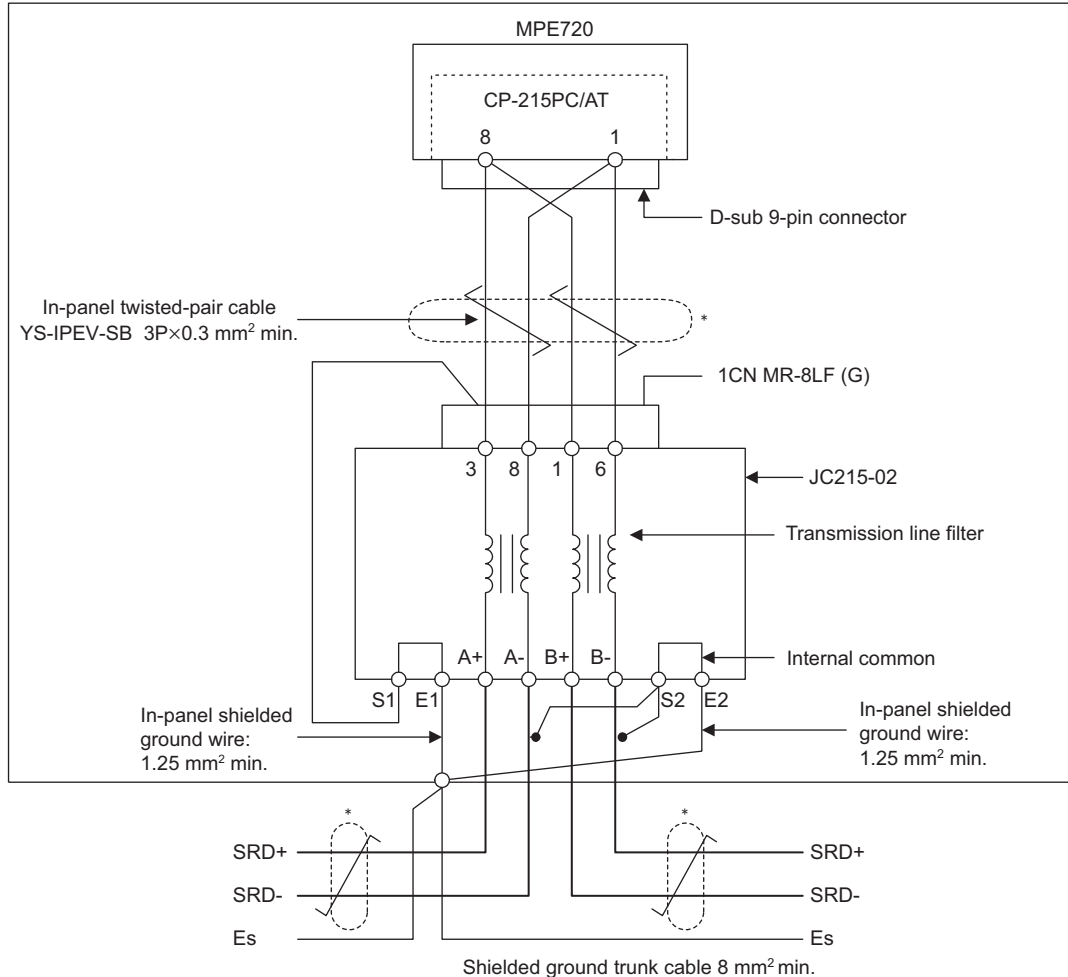 MPE720
CP-215PC/AT
8 1
D-sub 9-pin connector
In-panel twisted-pair cable
YS-IPEV-SB 3P×0.3 mm² min.
*
1CN MR-8LF (G)
3 8 1 6
JC215-02
Transmission line filter
A+ A- B+ B-
Internal common
S1 E1 S2 E2
In-panel shielded
ground wire:
1.25 mm² min.
In-panel shielded
ground wire:
1.25 mm² min.
* *
SRD+ SRD+
SRD- SRD-
Es Es
Shielded ground trunk cable 8 mm² min.